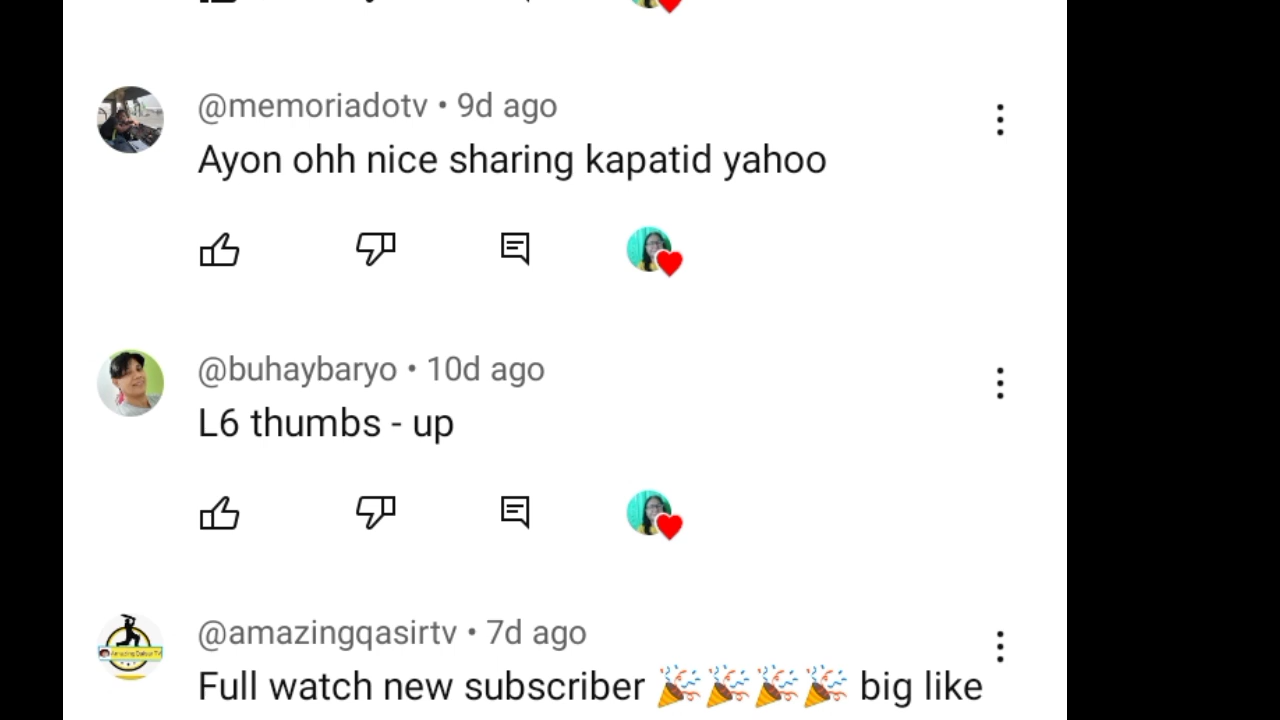 @memoriadotv • 9d ago
Ayon ohh nice sharing kapatid yahoo
@buhaybaryo • 10d ago
L6 thumbs - up
@amazingqasirtv • 7d ago
Full watch new subscriber 🎉🎉🎉🎉 big like